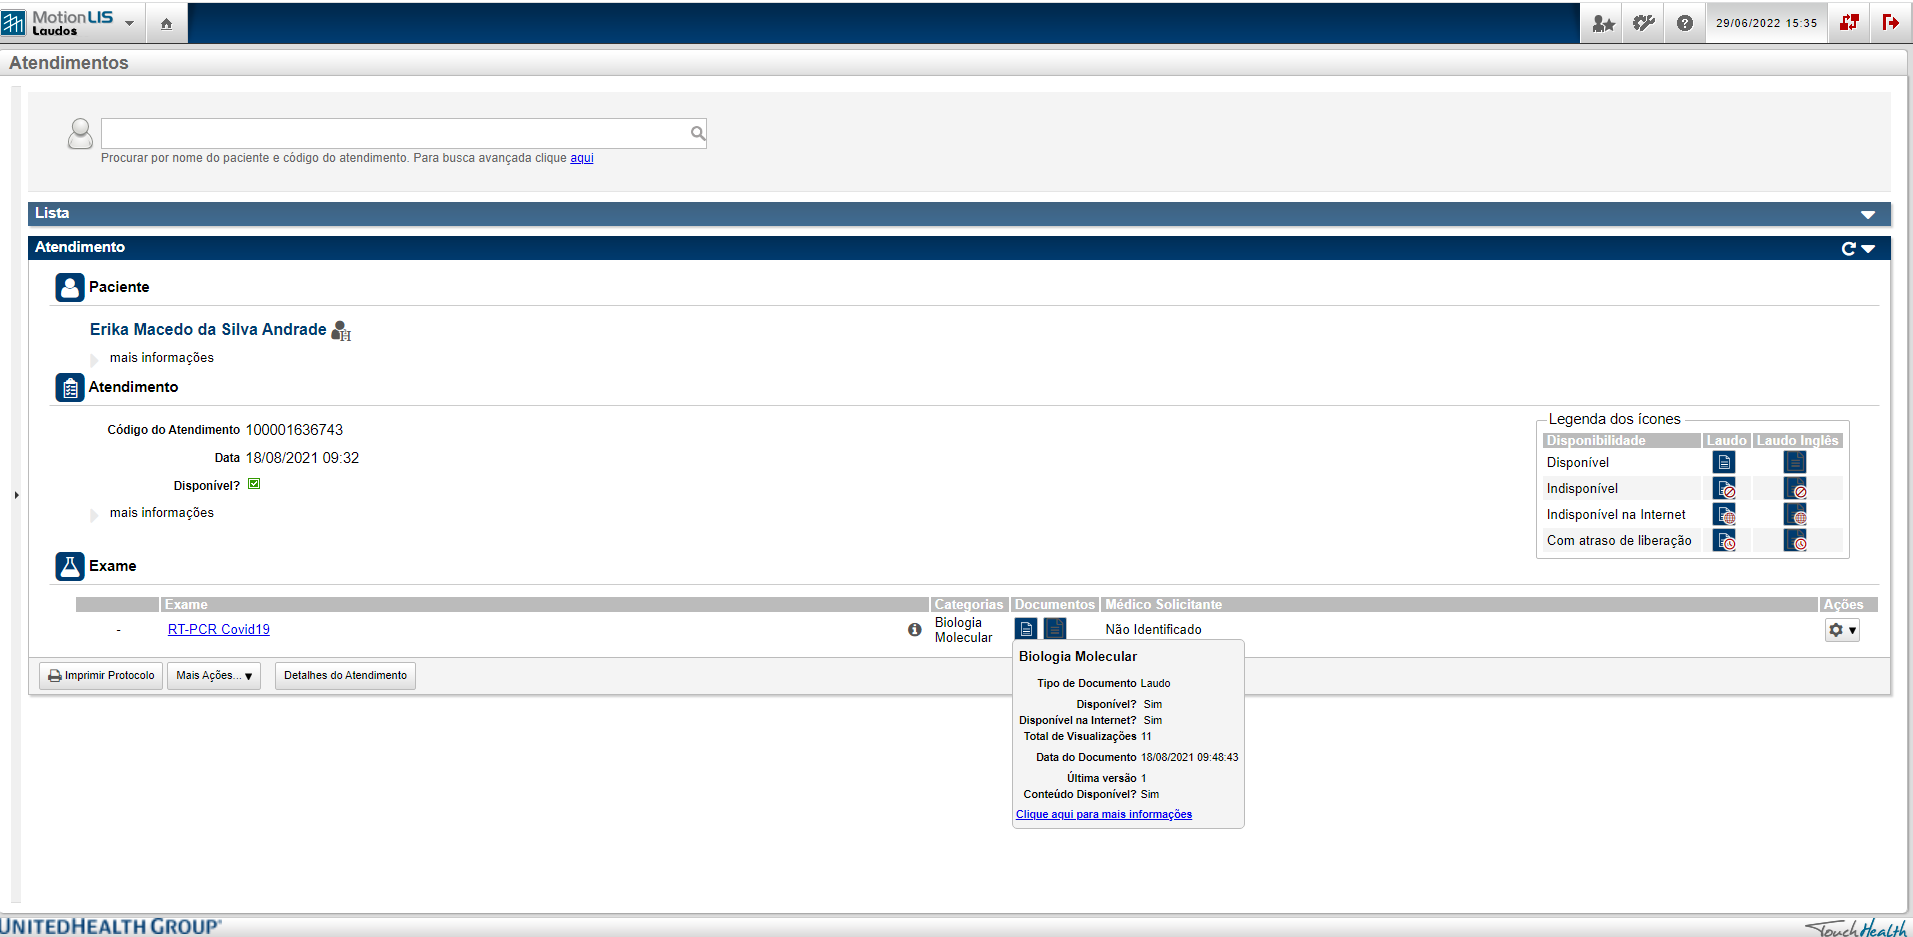 MotionLIS
Laudos
29/06/2022 15:35
Atendimentos
Procurar por nome do paciente e código do atendimento. Para busca avançada clique aqui
Lista
Atendimento
Paciente
Erika Macedo da Silva Andrade
mais informações
Atendimento
Código do Atendimento 100001636743
Data 18/08/2021 09:32
Disponível?
mais informações
Legenda dos ícones
Disponibilidade Laudo Laudo Inglês
Disponível
Indisponível
Indisponível na Internet
Com atraso de liberação
Exame
Exame Categorias Documentos Médico Solicitante Ações
- RT-PCR Covid19 Biologia Molecular Não Identificado
Imprimir Protocolo Mais Ações... Detalhes do Atendimento
Biologia Molecular
Tipo de Documento Laudo
Disponível? Sim
Disponível na Internet? Sim
Total de Visualizações 11
Data do Documento 18/08/2021 09:48:43
Última versão 1
Conteúdo Disponível? Sim
Clique aqui para mais informações
UNITEDHEALTH GROUP®
TouchHealth